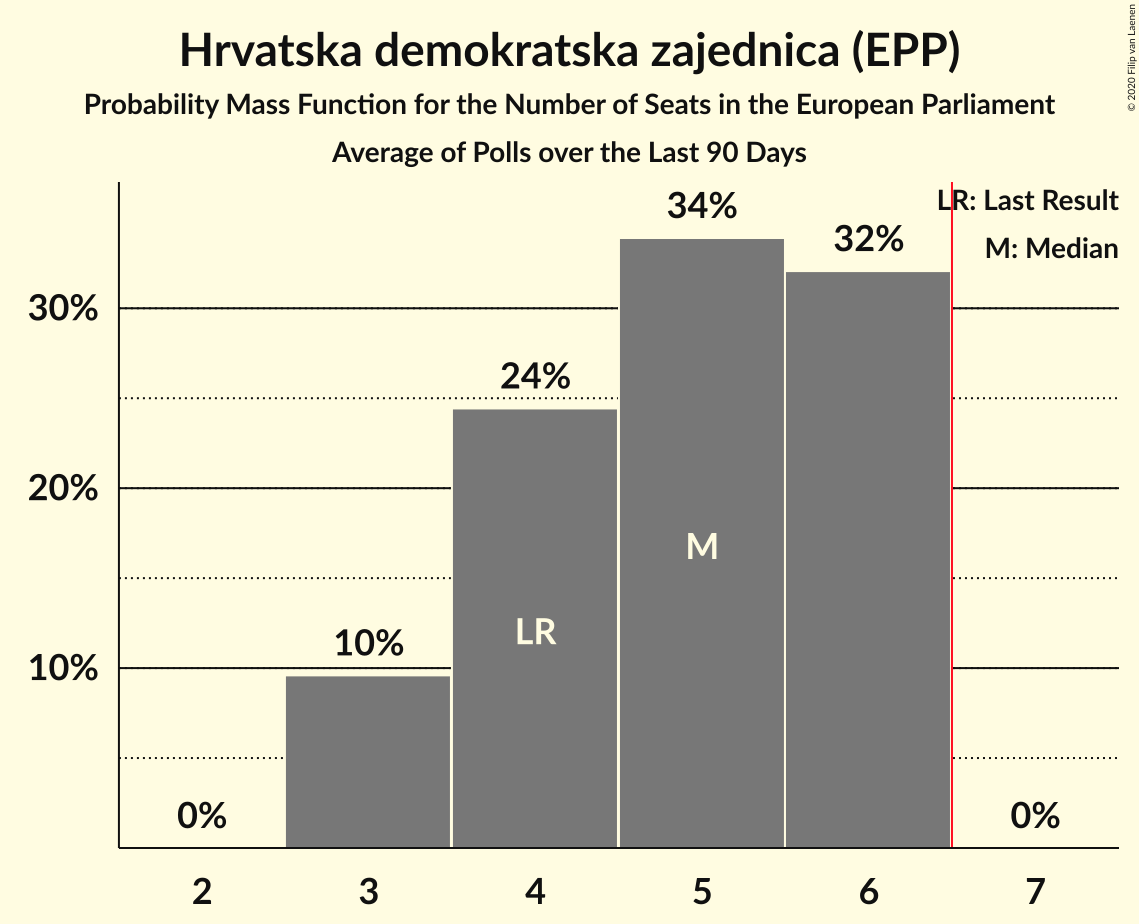 Hrvatska demokratska zajednica (EPP)
Probability Mass Function for the Number of Seats in the European Parliament
Average of Polls over the Last 90 Days
© 2020 Filip van Laenen
LR: Last Result
M: Median
34%
32%
30%
24%
20%
M
LR
10%
10%
0%
0%
2 3 4 5 6 7